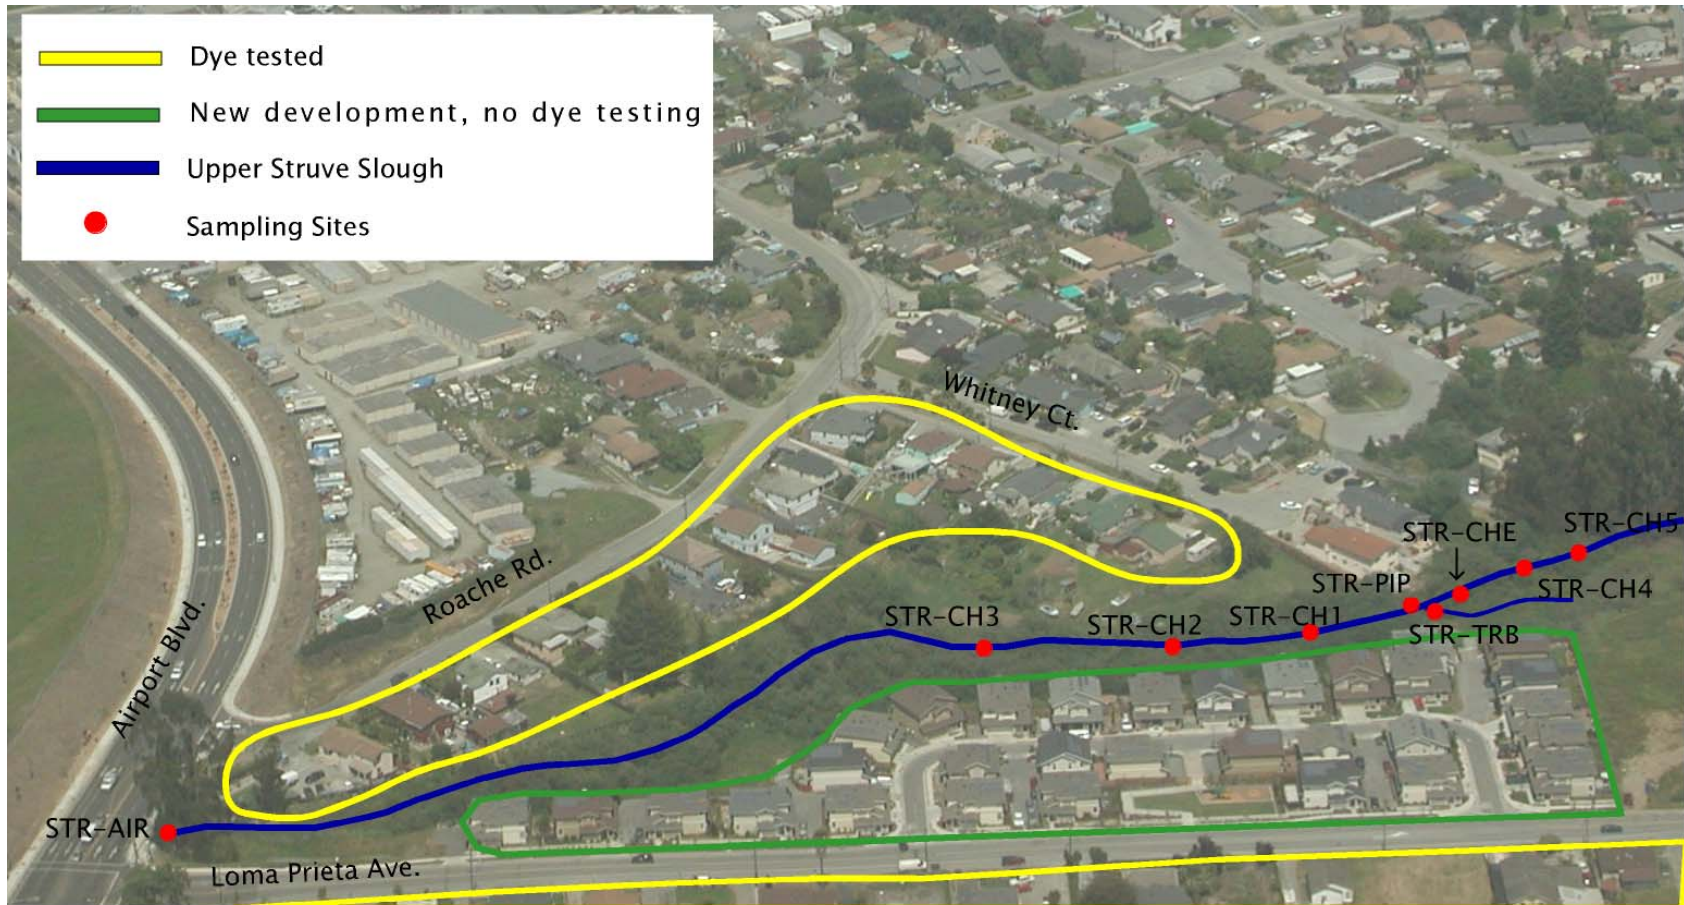 Dye tested
New development, no dye testing
Upper Struve Slough
Sampling Sites
Whitney Ct.
Roache Rd.
Airport Blvd.
STR-CH5
STR-CHE
STR-PIP
STR-CH4
STR-CH3
STR-CH2
STR-CH1
STR-TRB
STR-AIR
Loma Prieta Ave.